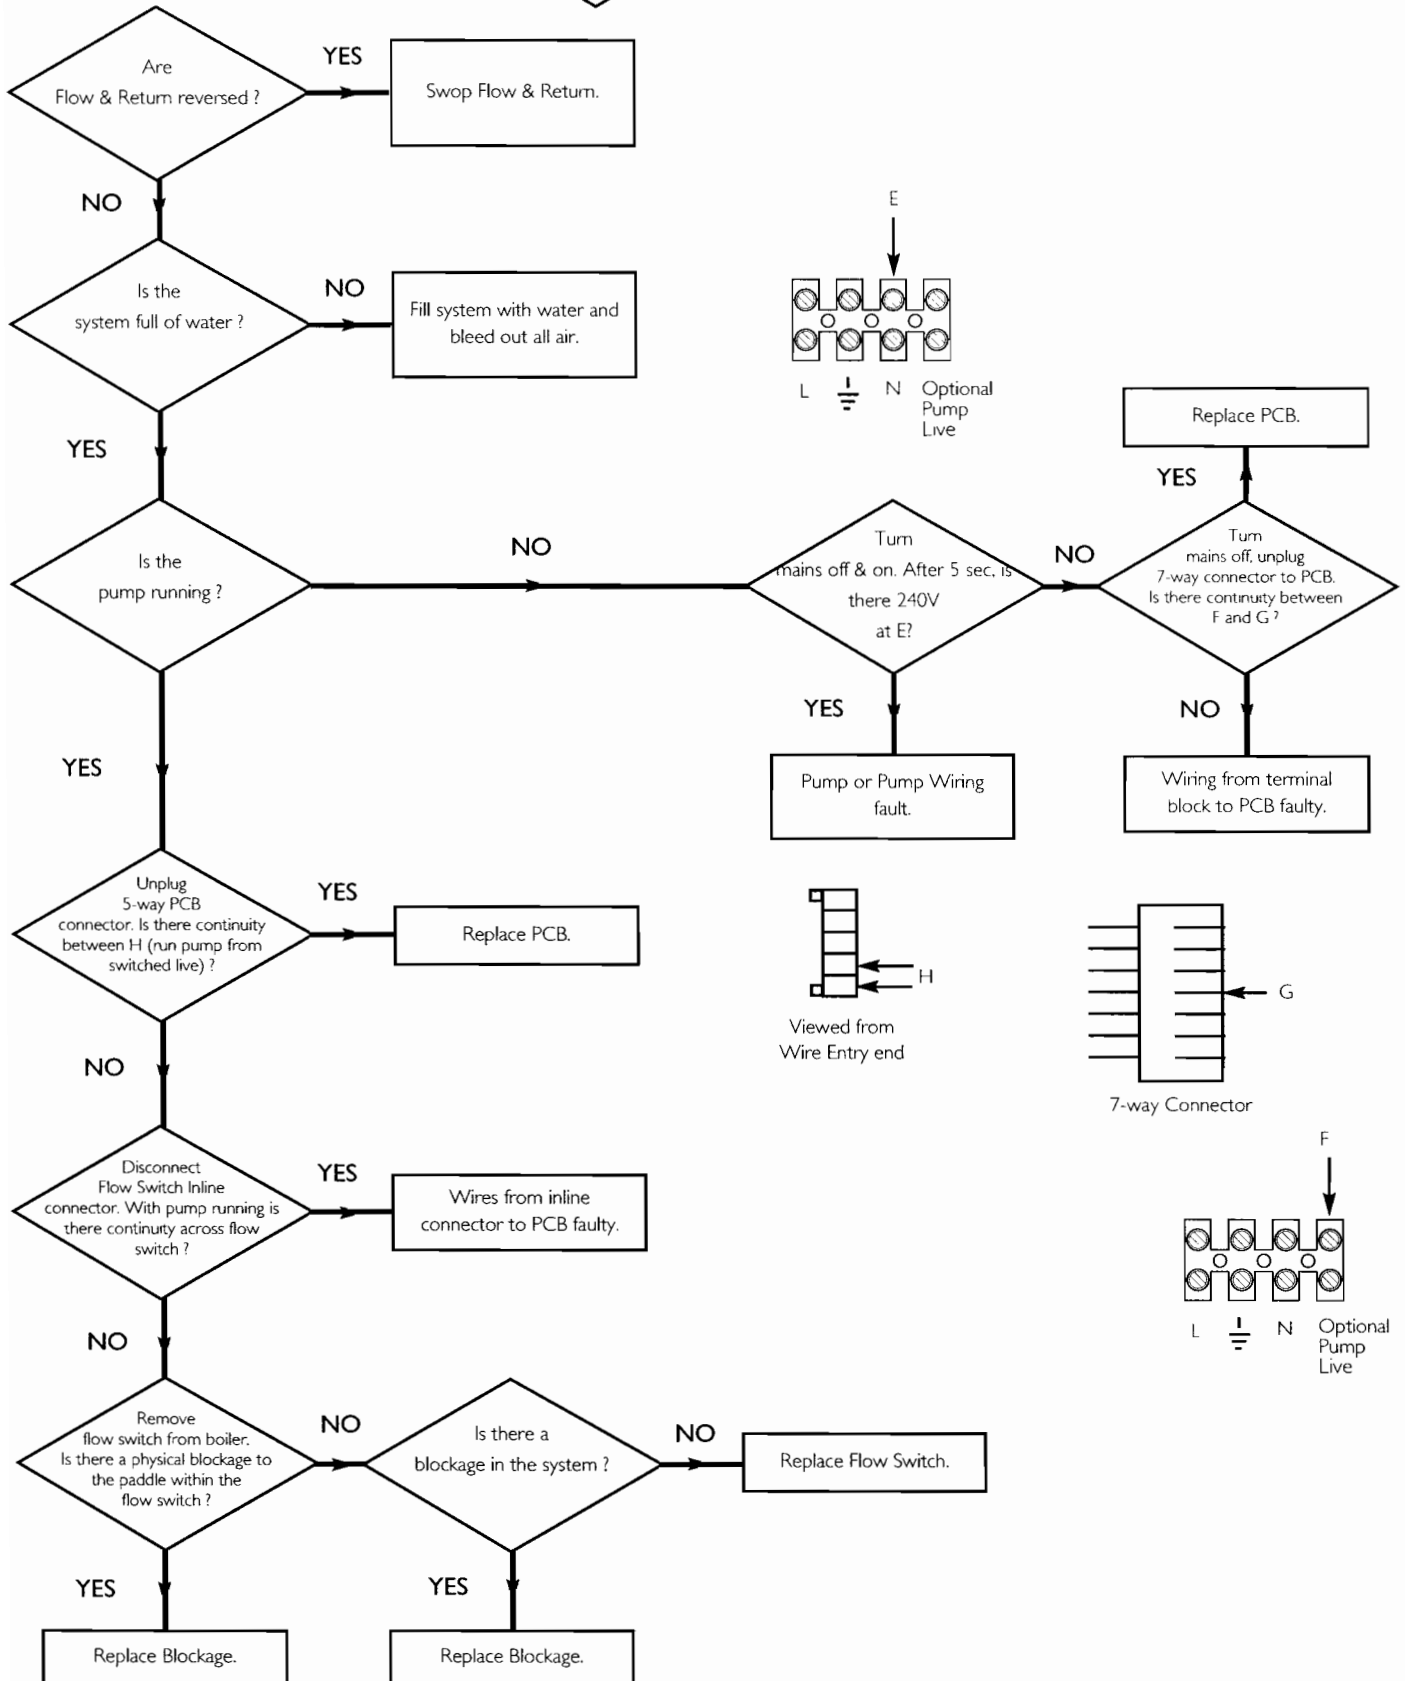 Are
Flow & Return reversed ?
YES
Swop Flow & Return.
NO
Is the
system full of water ?
NO
Fill system with water and
bleed out all air.
E
L
N
Optional
Pump
Live
YES
Is the
pump running ?
NO
Turn
mains off & on. After 5 sec, is
there 240V
at E?
NO
Turn
mains off, unplug
7-way connector to PCB.
Is there continuity between
F and G ?
YES
Replace PCB.
YES
Pump or Pump Wiring
fault.
NO
Wiring from terminal
block to PCB faulty.
YES
Unplug
5-way PCB
connector. Is there continuity
between H (run pump from
switched live) ?
YES
Replace PCB.
H
Viewed from
Wire Entry end
G
7-way Connector
NO
Disconnect
Flow Switch Inline
connector. With pump running is
there continuity across flow
switch ?
YES
Wires from inline
connector to PCB faulty.
F
L
N
Optional
Pump
Live
NO
Remove
flow switch from boiler.
Is there a physical blockage to
the paddle within the
flow switch ?
NO
Is there a
blockage in the system ?
NO
Replace Flow Switch.
YES
Replace Blockage.
YES
Replace Blockage.